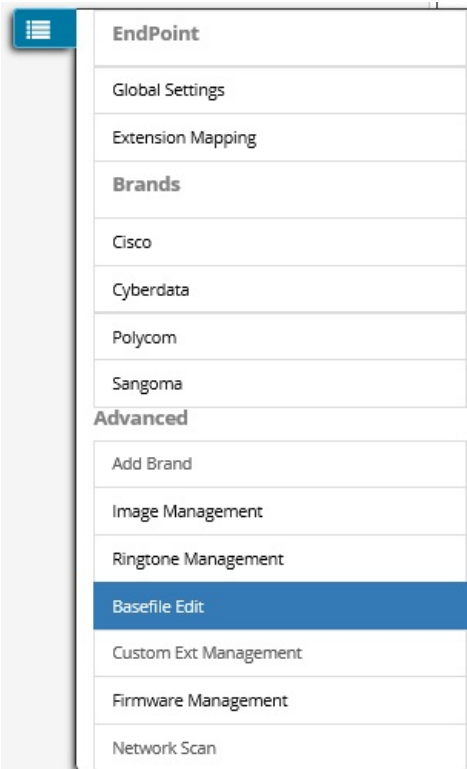 EndPoint
Global Settings
Extension Mapping
Brands
Cisco
Cyberdata
Polycom
Sangoma
Advanced
Add Brand
Image Management
Ringtone Management
Basefile Edit
Custom Ext Management
Firmware Management
Network Scan